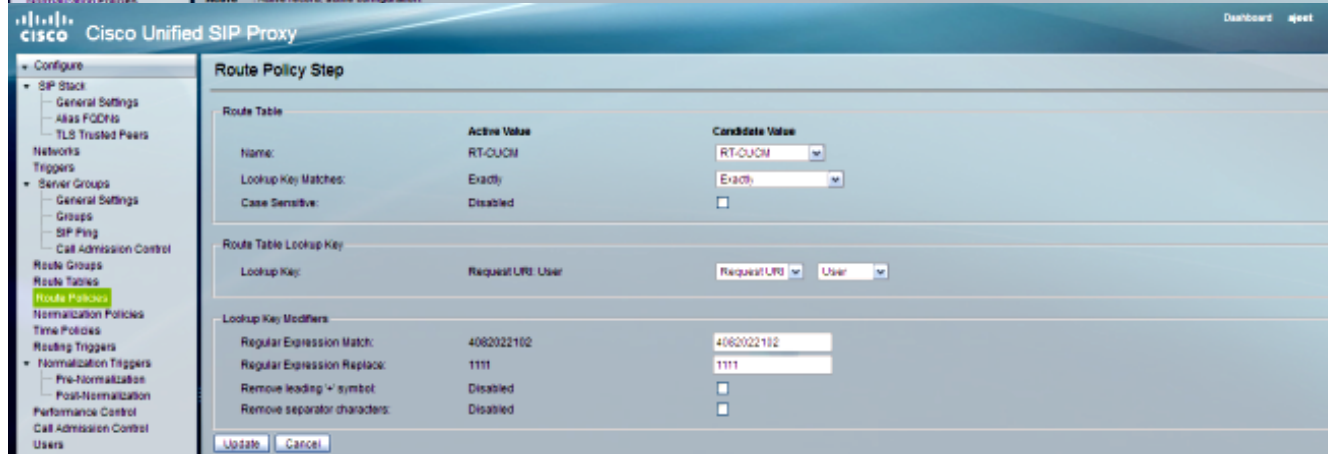 CISCO Cisco Unified SIP Proxy
Dashboard ajeet
Configure
SIP Stack
General Settings
Alias FQDNs
TLS Trusted Peers
Networks
Triggers
Server Groups
General Settings
Groups
SIP Ping
Call Admission Control
Route Groups
Route Tables
Route Policies
Normalization Policies
Time Policies
Routing Triggers
Normalization Triggers
Pre-Normalization
Post-Normalization
Performance Control
Call Admission Control
Users
Route Policy Step
Route Table
Active Value Candidate Value
Name: RT-CUCM RT-CUCM
Lookup Key Matches: Exactly Exactly
Case Sensitive: Disabled
Route Table Lookup Key
Lookup Key: Request URI: User Request URI User
Lookup Key Modifiers
Regular Expression Match: 4082022102 4082022102
Regular Expression Replace: 1111 1111
Remove leading '+' symbol: Disabled
Remove separator characters: Disabled
Update Cancel